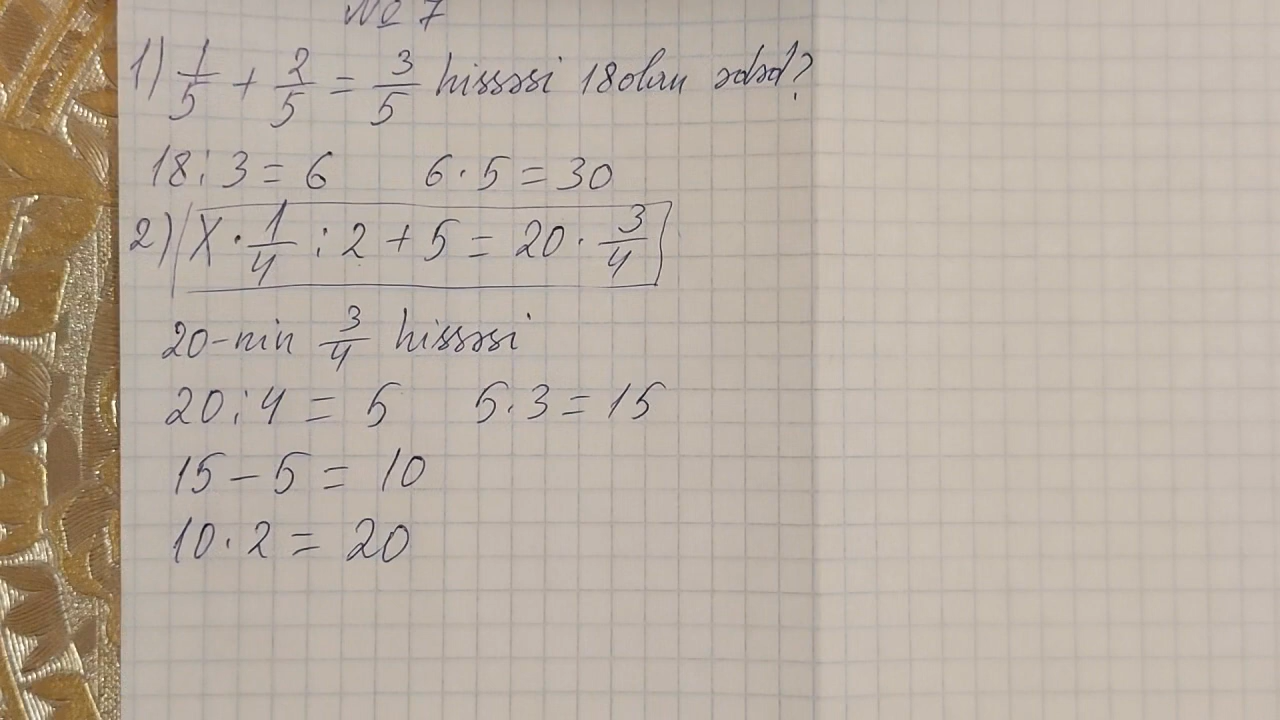 № 7
1) 1/5 + 2/5 = 3/5 hissəsi 18 olan ədəd?
18 : 3 = 6 6 · 5 = 30
2) X · 1/4 : 2 + 5 = 20 · 3/4
20-nin 3/4 hissəsi
20 : 4 = 5 5 · 3 = 15
15 - 5 = 10
10 · 2 = 20